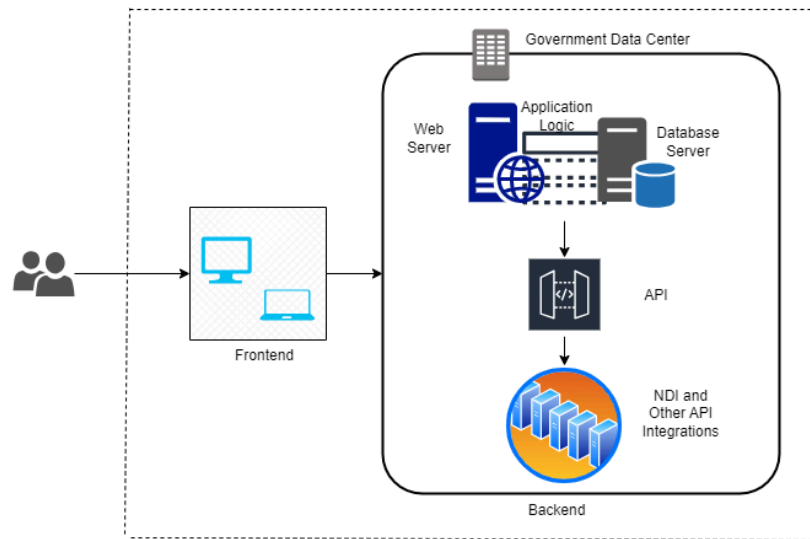 Government Data Center
Application
Logic
Web
Server
Database
Server
</>
API
Frontend
NDI and
Other API
Integrations
Backend